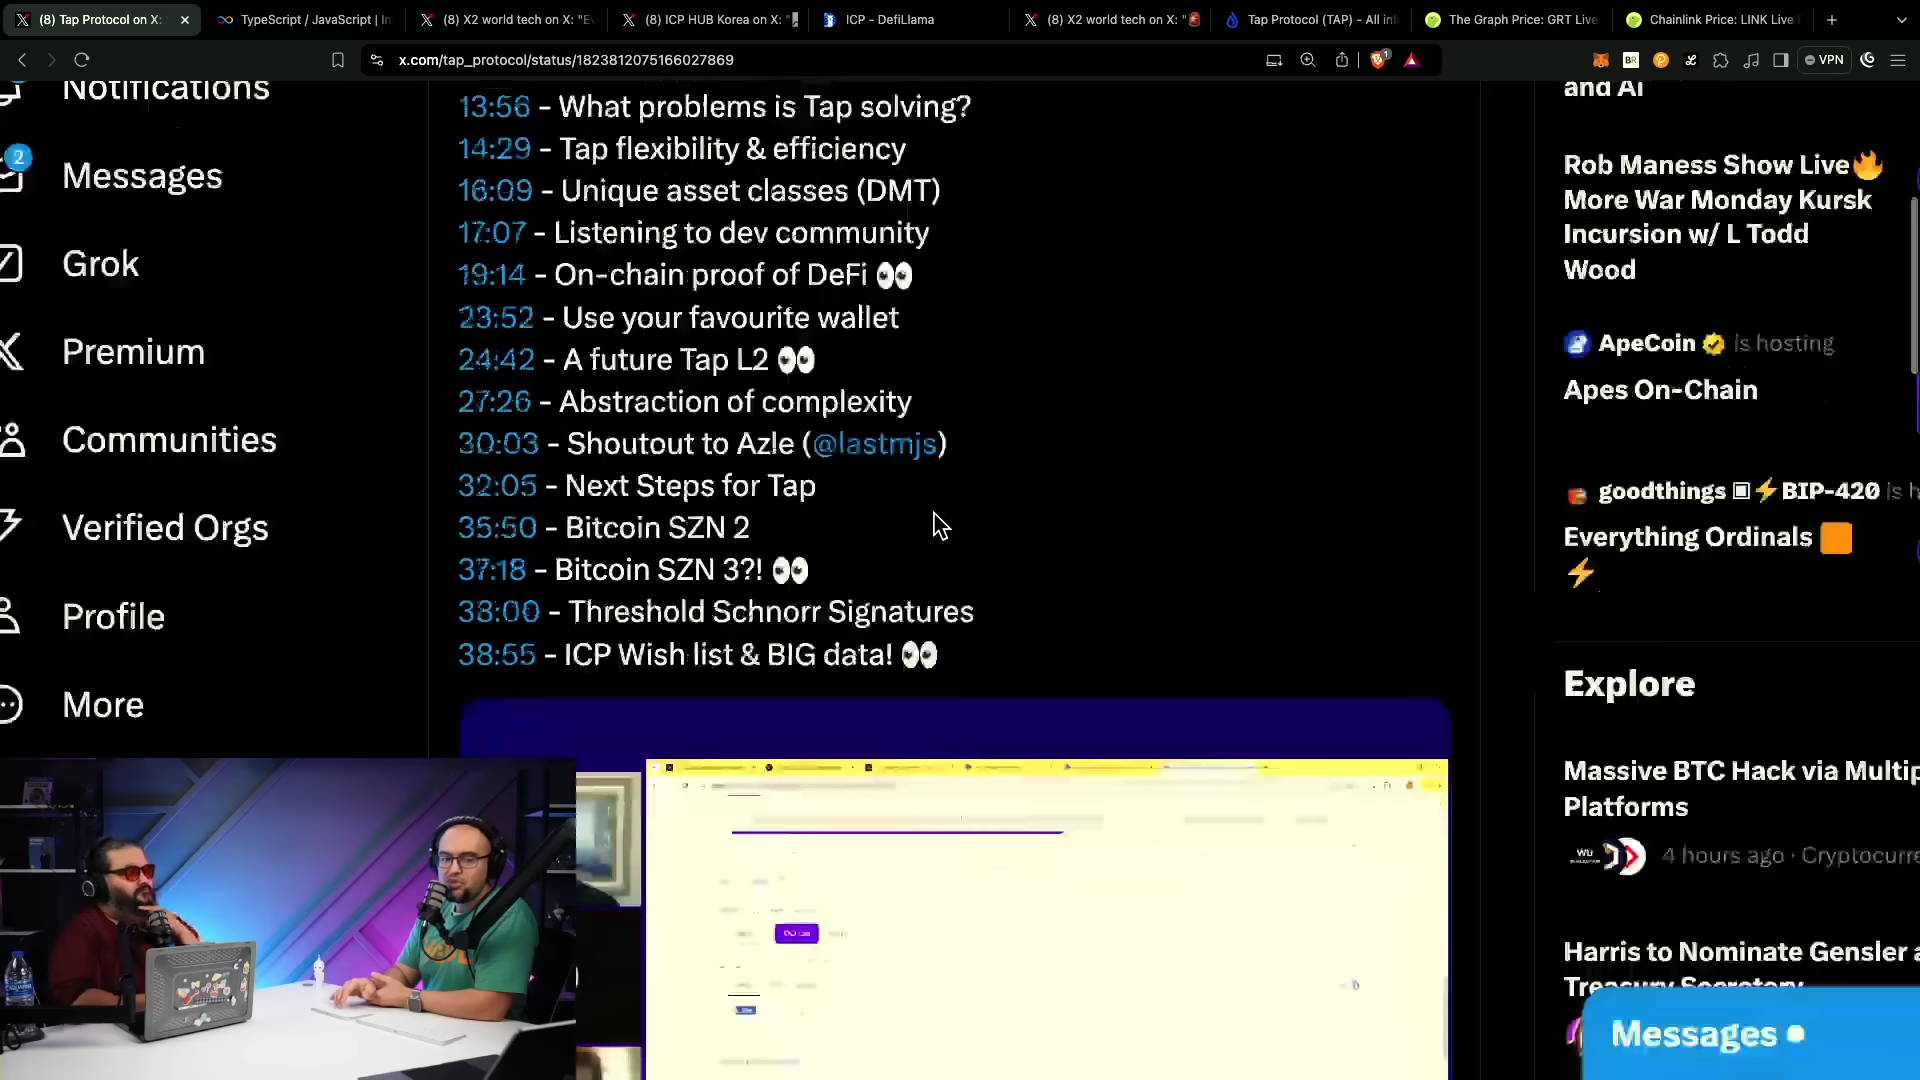 (8) Tap Protocol on X:
TypeScript / JavaScript | In
(8) X2 world tech on X: "Ev
(8) ICP HUB Korea on X: "
ICP - DefiLlama
(8) X2 world tech on X: "
Tap Protocol (TAP) - All inf
The Graph Price: GRT Live
Chainlink Price: LINK Live
x.com/tap_protocol/status/1823812075166027869
1
BR
VPN
Notifications
2
Messages
Grok
Premium
Communities
Verified Orgs
Profile
More
13:56 - What problems is Tap solving?
14:29 - Tap flexibility & efficiency
16:09 - Unique asset classes (DMT)
17:07 - Listening to dev community
19:14 - On-chain proof of DeFi 👀
23:52 - Use your favourite wallet
24:42 - A future Tap L2 👀
27:26 - Abstraction of complexity
30:03 - Shoutout to Azle (@lastmjs)
32:05 - Next Steps for Tap
35:50 - Bitcoin SZN 2
37:18 - Bitcoin SZN 3?! 👀
38:00 - Threshold Schnorr Signatures
38:55 - ICP Wish list & BIG data! 👀
and AI
Rob Maness Show Live🔥
More War Monday Kursk
Incursion w/ L Todd
Wood
ApeCoin is hosting
Apes On-Chain
goodthings ▣⚡BIP-420 is h
Everything Ordinals 🟧
⚡
Explore
Massive BTC Hack via Multip
Platforms
4 hours ago · Cryptocurre
Harris to Nominate Gensler a
Treasury Secretary
Messages